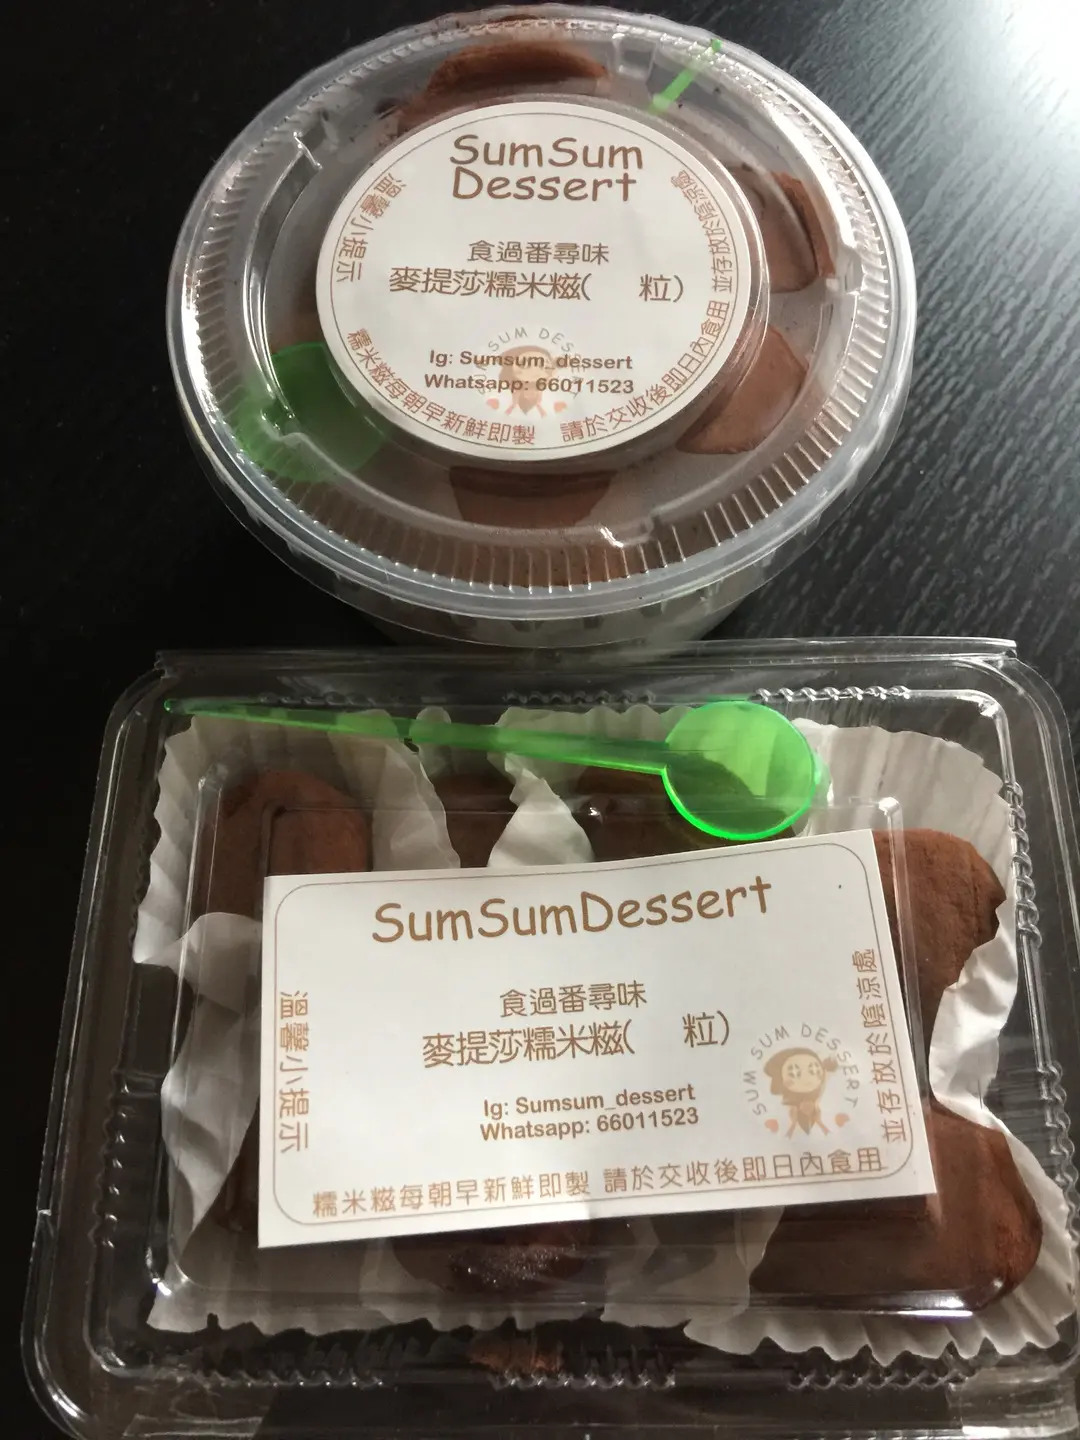 SumSum
Dessert
食過番尋味
麥提莎糯米糍(　粒)
SUM SUM DESSERT
Ig: Sumsum_dessert
Whatsapp: 66011523
溫馨小提示
糯米糍每朝早新鮮即製 請於交收後即日內食用 並存放於陰涼處
SumSumDessert
食過番尋味
麥提莎糯米糍(　粒)
Ig: Sumsum_dessert
Whatsapp: 66011523
SUM SUM DESSERT
溫馨小提示
糯米糍每朝早新鮮即製 請於交收後即日內食用
並存放於陰涼處